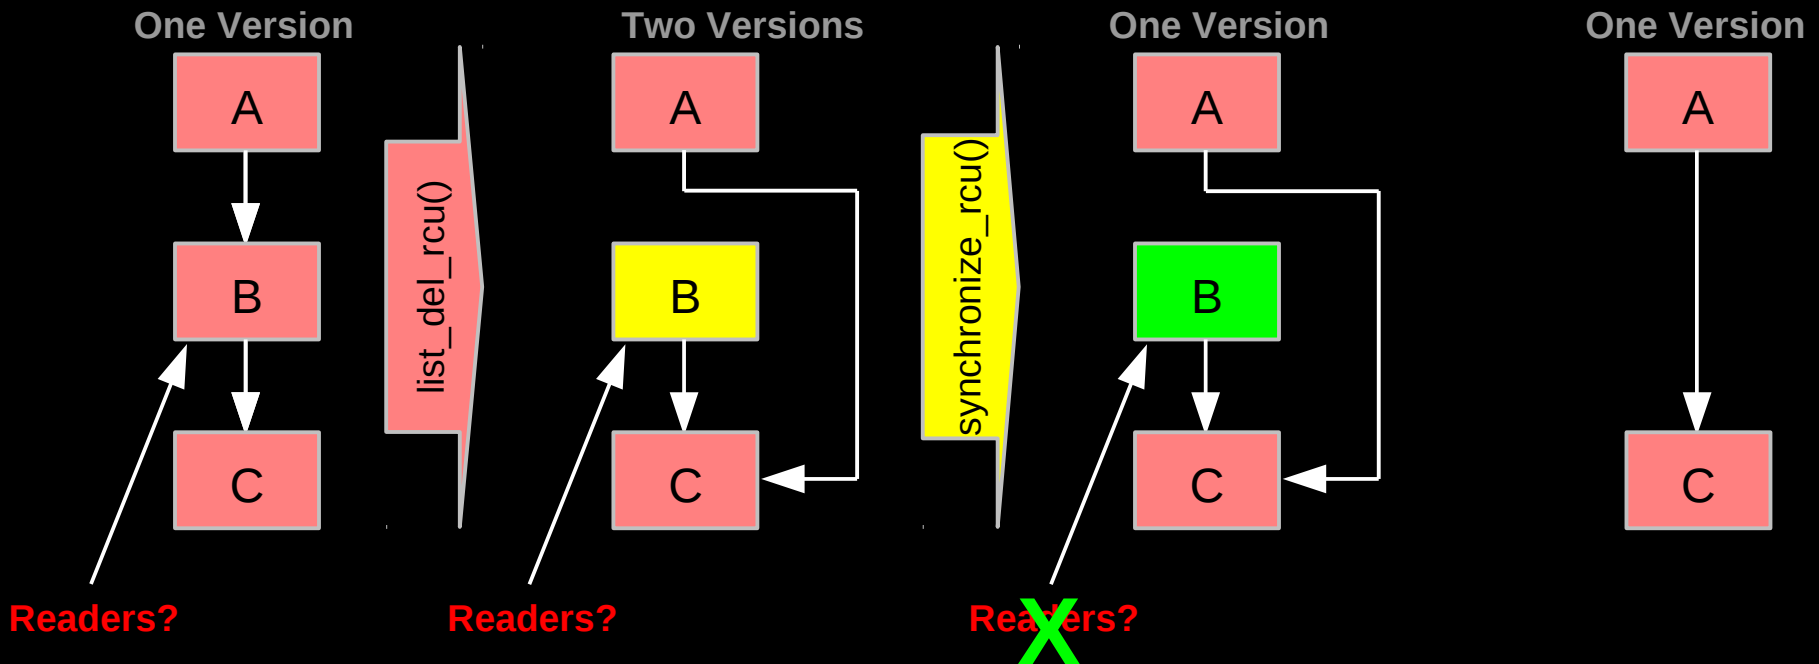 One Version
Two Versions
One Version
One Version
A
A
A
A
list_del_rcu()
synchronize_rcu()
B
B
B
C
C
C
C
Readers?
Readers?
Readers?
X